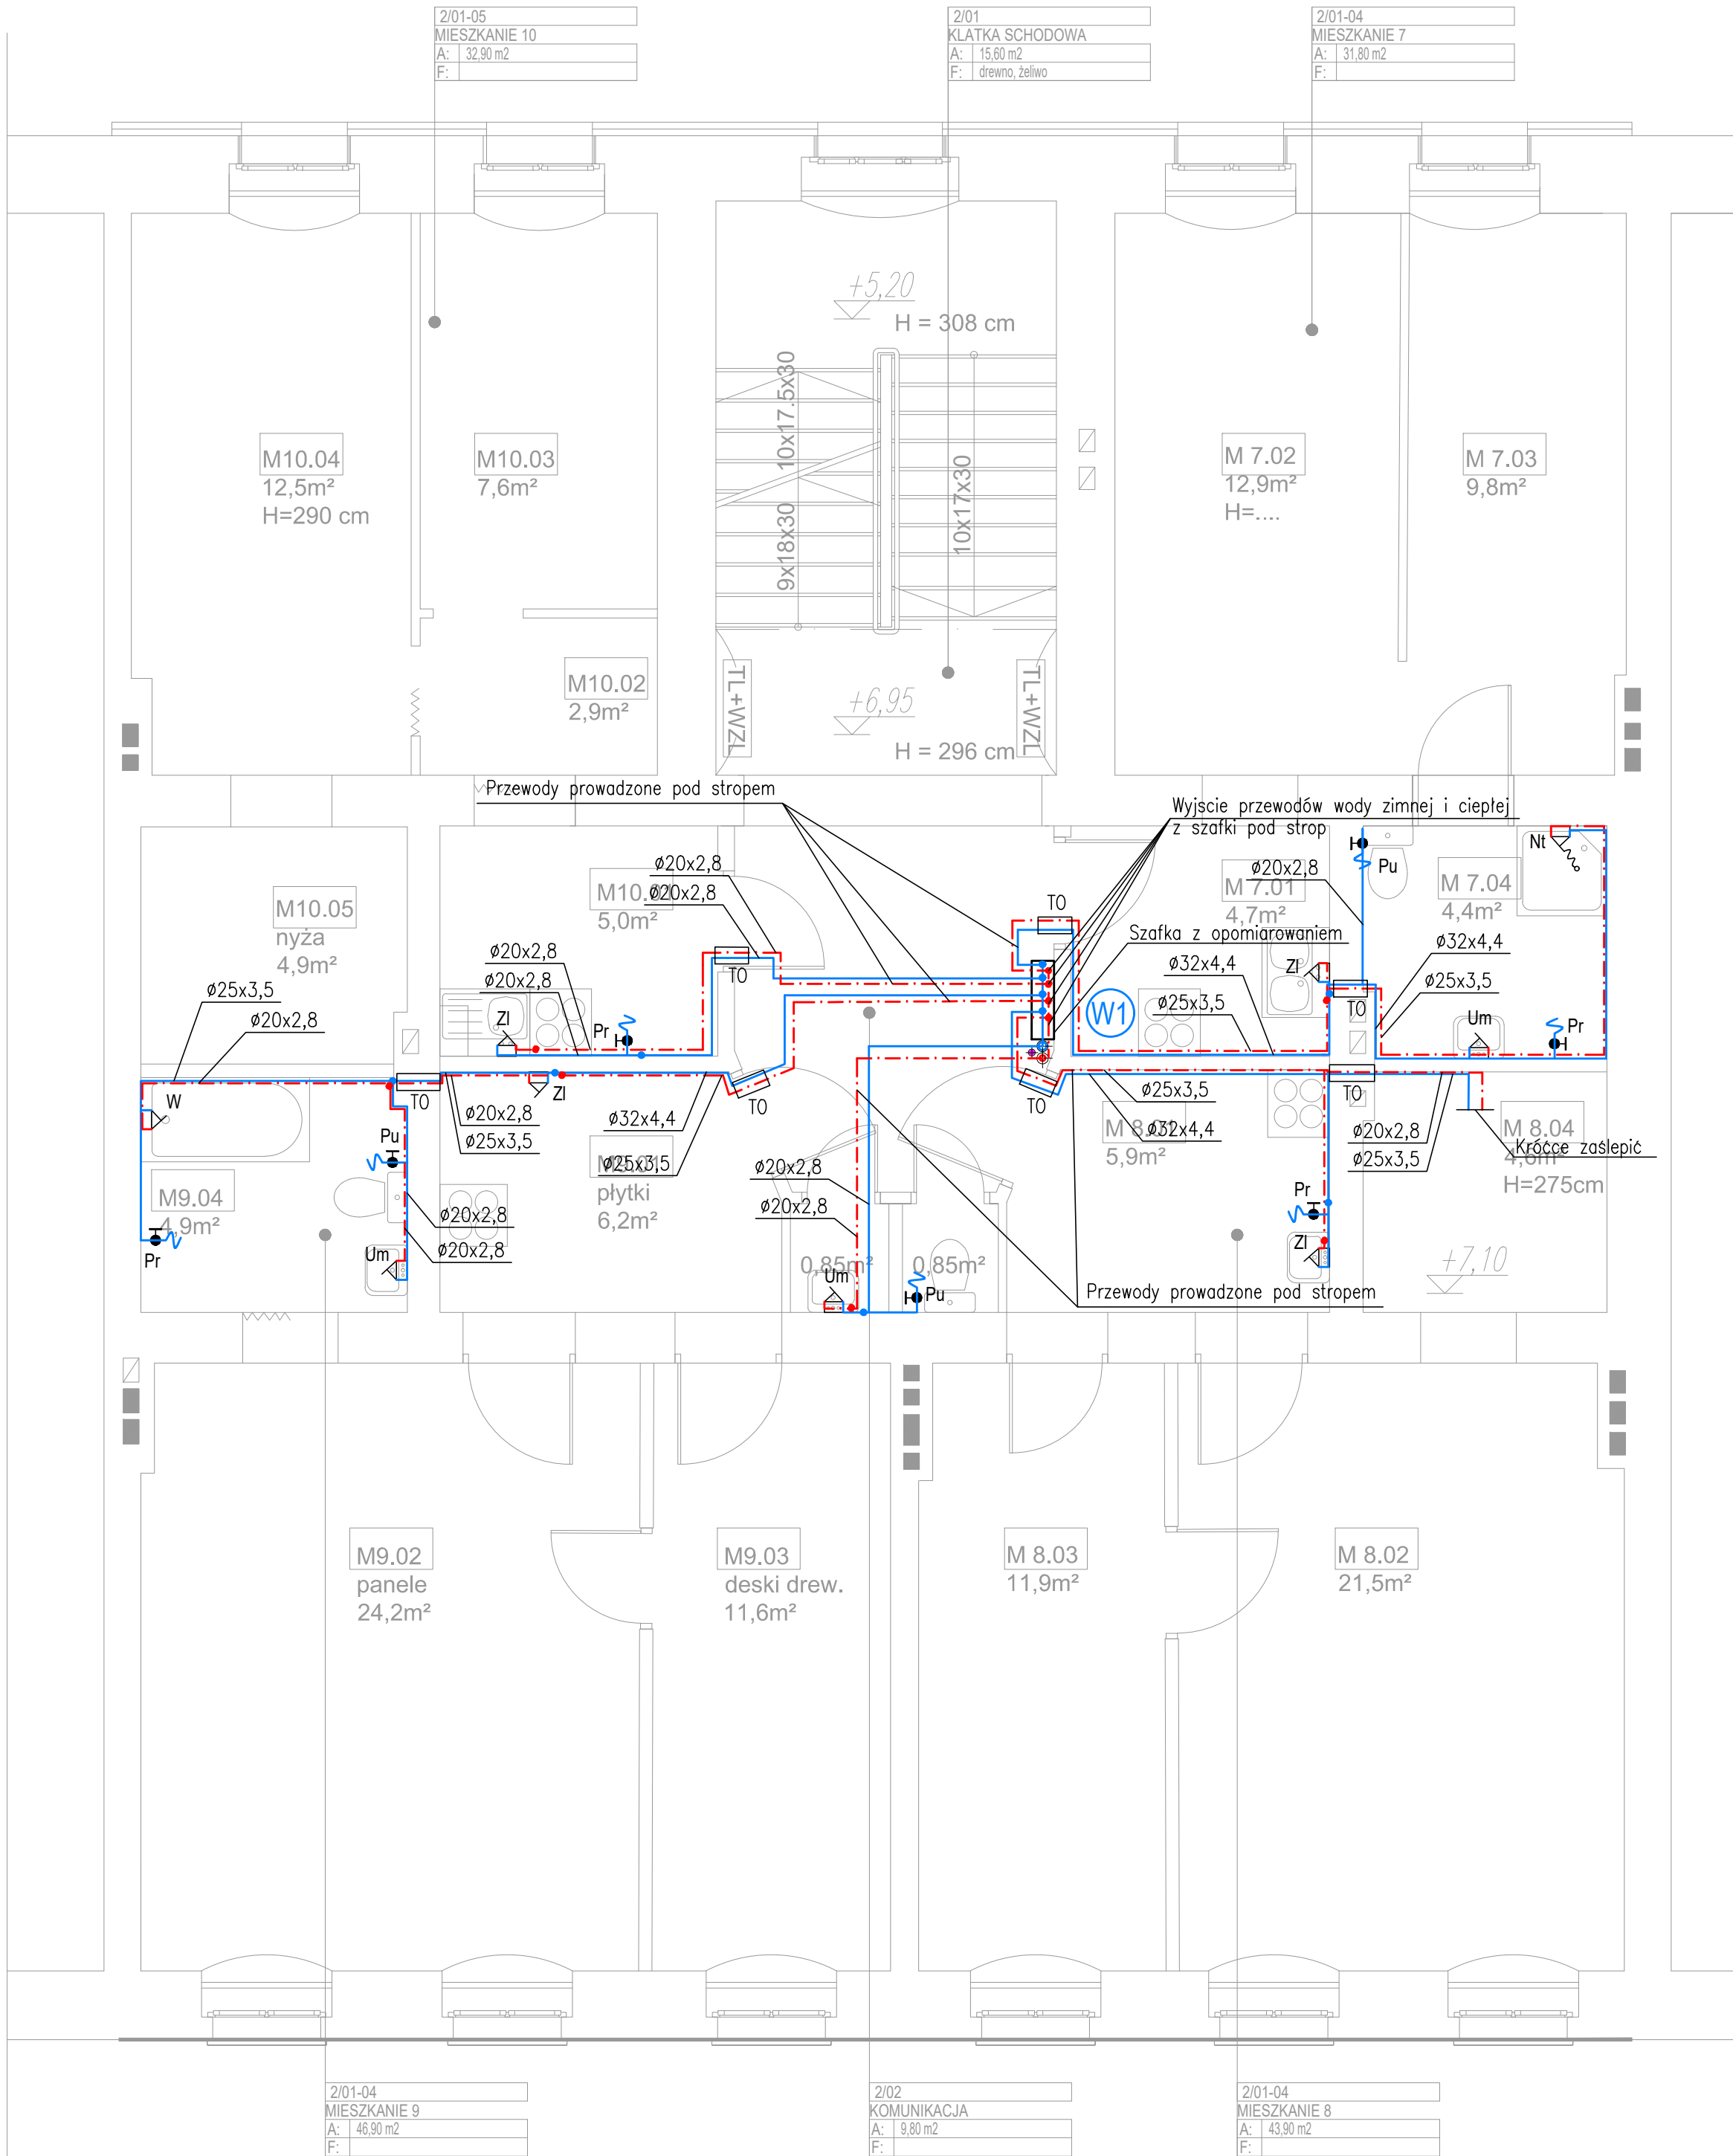 2/01-05
MIESZKANIE 10
A: 32,90 m2
F:
2/01
KLATKA SCHODOWA
A: 15,60 m2
F: drewno, żeliwo
2/01-04
MIESZKANIE 7
A: 31,80 m2
F:
+5,20
H = 308 cm
10x17.5x30
9x18x30
10x17x30
M10.04
12,5m²
H=290 cm
M10.03
7,6m²
M 7.02
12,9m²
H=....
M 7.03
9,8m²
M10.02
2,9m²
TL+WZL
TL+WZL
+6,95
H = 296 cm
Przewody prowadzone pod stropem
Wyjscie przewodów wody zimnej i ciepłej
z szafki pod strop
M10.05
nyża
4,9m²
ø20x2,8
ø20x2,8
M10.01
5,0m²
ø20x2,8
ø20x2,8
TO
TO
Szafka z opomiarowaniem
M 7.01
4,7m²
ø20x2,8
Pu
Nt
M 7.04
4,4m²
ø32x4,4
ø32x4,4
ø25x3,5
ø25x3,5
ø25x3,5
ø20x2,8
Zl
Pr
W1
Zl
TO
Um
Pr
W
TO
Zl
TO
TO
TO
ø20x2,8
ø25x3,5
ø32x4,4
ø25x3,5
ø25x3,5
ø32x4,4
M 8.01
5,9m²
ø20x2,8
ø25x3,5
M 8.04
4,6m²
H=275cm
Króćce zaślepić
Pu
M9.04
4,9m²
płytki
6,2m²
ø20x2,8
ø20x2,8
ø20x2,8
ø20x2,8
Pr
Um
0,85m²
0,85m²
Um
Pu
Pr
Zl
+7,10
Przewody prowadzone pod stropem
M9.02
panele
24,2m²
M9.03
deski drew.
11,6m²
M 8.03
11,9m²
M 8.02
21,5m²
2/01-04
MIESZKANIE 9
A: 46,90 m2
F:
2/02
KOMUNIKACJA
A: 9,80 m2
F:
2/01-04
MIESZKANIE 8
A: 43,90 m2
F: